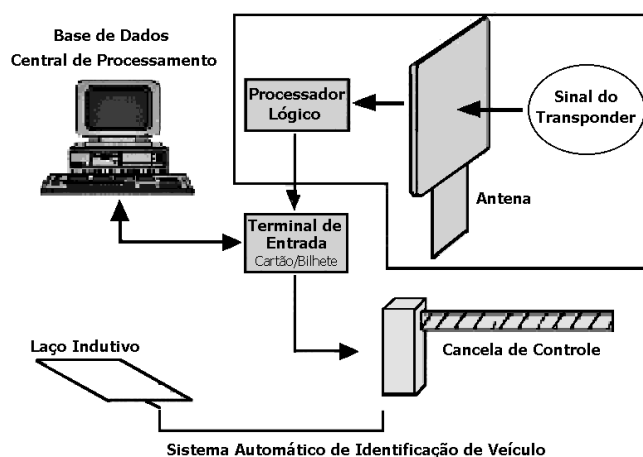 Base de Dados
Central de Processamento
Processador
Lógico
Sinal do
Transponder
Antena
Terminal de
Entrada
Cartão/Bilhete
Laço Indutivo
Cancela de Controle
Sistema Automático de Identificação de Veículo